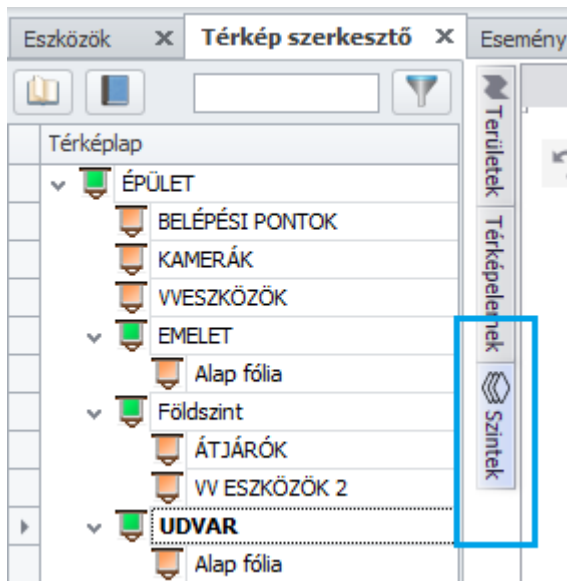 Eszközök
Térkép szerkesztő
Esemény
Térképlap
ÉPÜLET
BELÉPÉSI PONTOK
KAMERÁK
VVESZKÖZÖK
EMELET
Alap fólia
Földszint
ÁTJÁRÓK
VV ESZKÖZÖK 2
UDVAR
Alap fólia
Területek
Térképelemek
Szintek